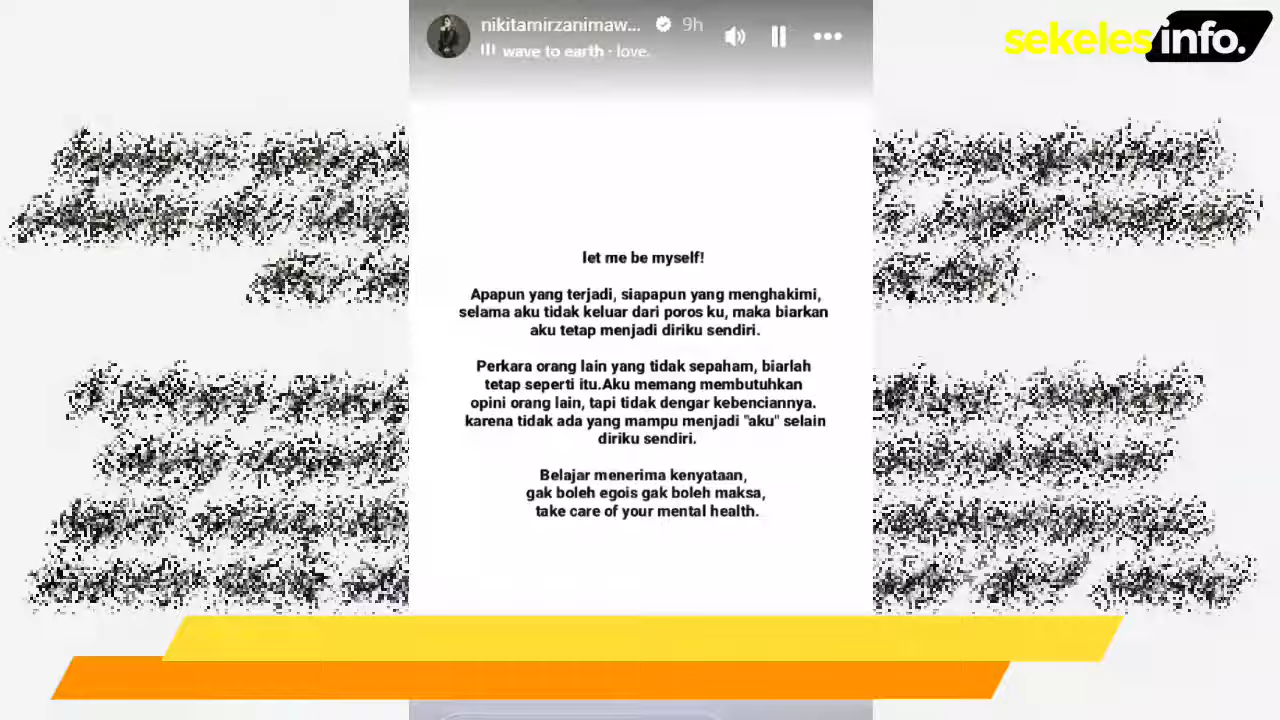 nikitamirzanimaw... 9h
wave to earth · love.
sekelesinfo.
let me be myself!
Apapun yang terjadi, siapapun yang menghakimi,
selama aku tidak keluar dari poros ku, maka biarkan
aku tetap menjadi diriku sendiri.
Perkara orang lain yang tidak sepaham, biarlah
tetap seperti itu.Aku memang membutuhkan
opini orang lain, tapi tidak dengar kebenciannya.
karena tidak ada yang mampu menjadi "aku" selain
diriku sendiri.
Belajar menerima kenyataan,
gak boleh egois gak boleh maksa,
take care of your mental health.